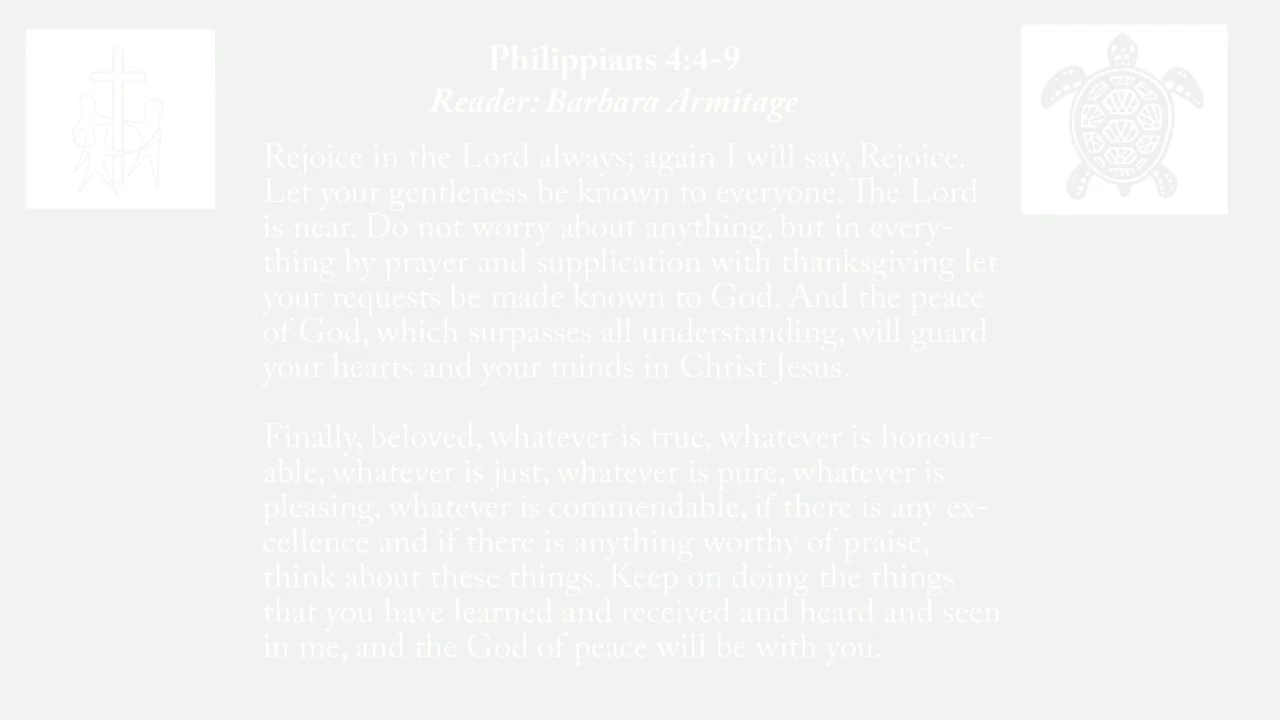 Philippians 4:4-9
Reader: Barbara Armitage
Rejoice in the Lord always; again I will say, Rejoice.
Let your gentleness be known to everyone. The Lord
is near. Do not worry about anything, but in every-
thing by prayer and supplication with thanksgiving let
your requests be made known to God. And the peace
of God, which surpasses all understanding, will guard
your hearts and your minds in Christ Jesus.
Finally, beloved, whatever is true, whatever is honour-
able, whatever is just, whatever is pure, whatever is
pleasing, whatever is commendable, if there is any ex-
cellence and if there is anything worthy of praise,
think about these things. Keep on doing the things
that you have learned and received and heard and seen
in me, and the God of peace will be with you.